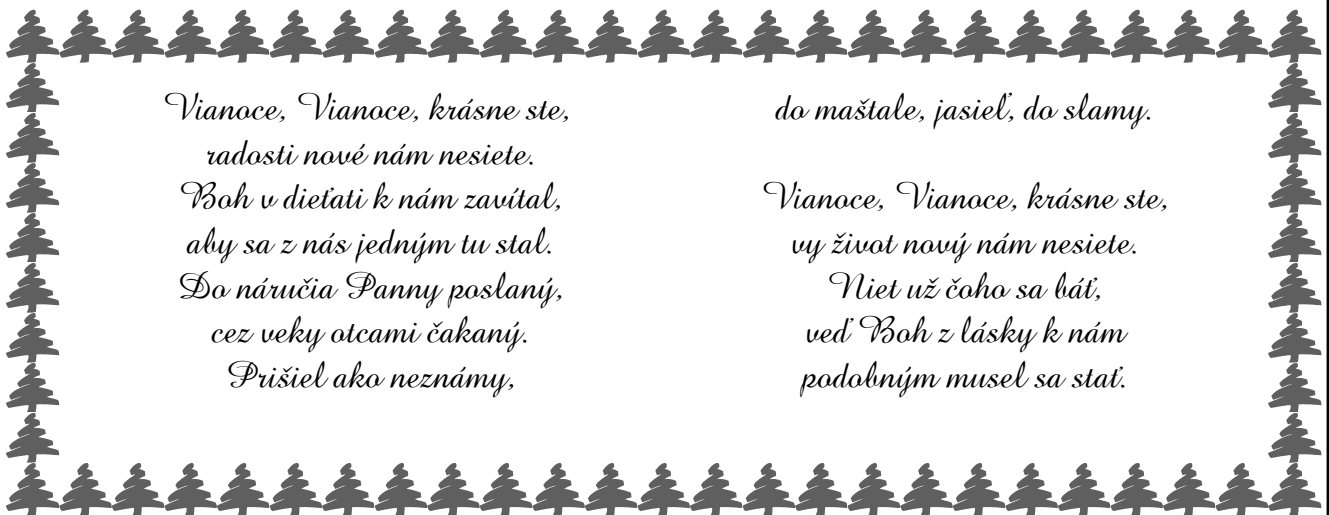 Vianoce, Vianoce, krásne ste,
radosti nové nám nesiete.
Boh v dieťati k nám zavítal,
aby sa z nás jedným tu stal.
Do náručia Panny poslaný,
cez veky otcami čakaný.
Prišiel ako neznámy,
do maštale, jasieľ, do slamy.
Vianoce, Vianoce, krásne ste,
vy život nový nám nesiete.
Niet už čoho sa báť,
veď Boh z lásky k nám
podobným musel sa stať.